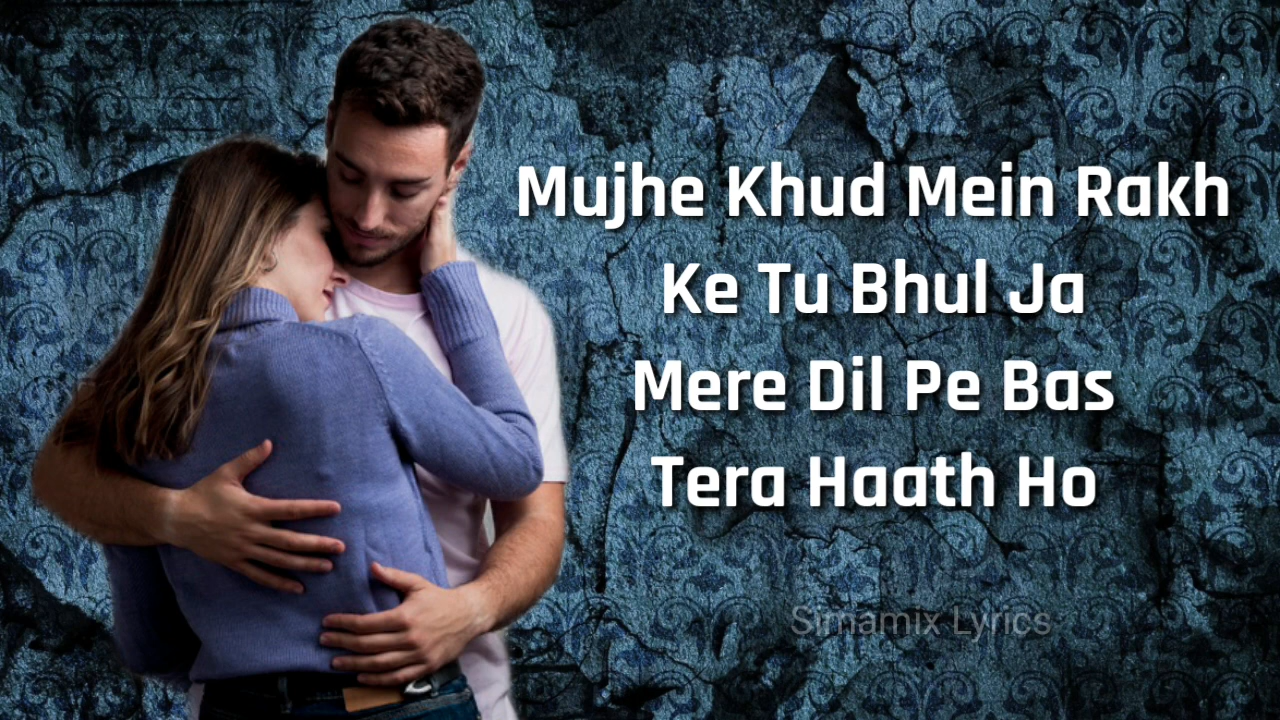 Mujhe Khud Mein Rakh
Ke Tu Bhul Ja
Mere Dil Pe Bas
Tera Haath Ho
Simamix Lyrics